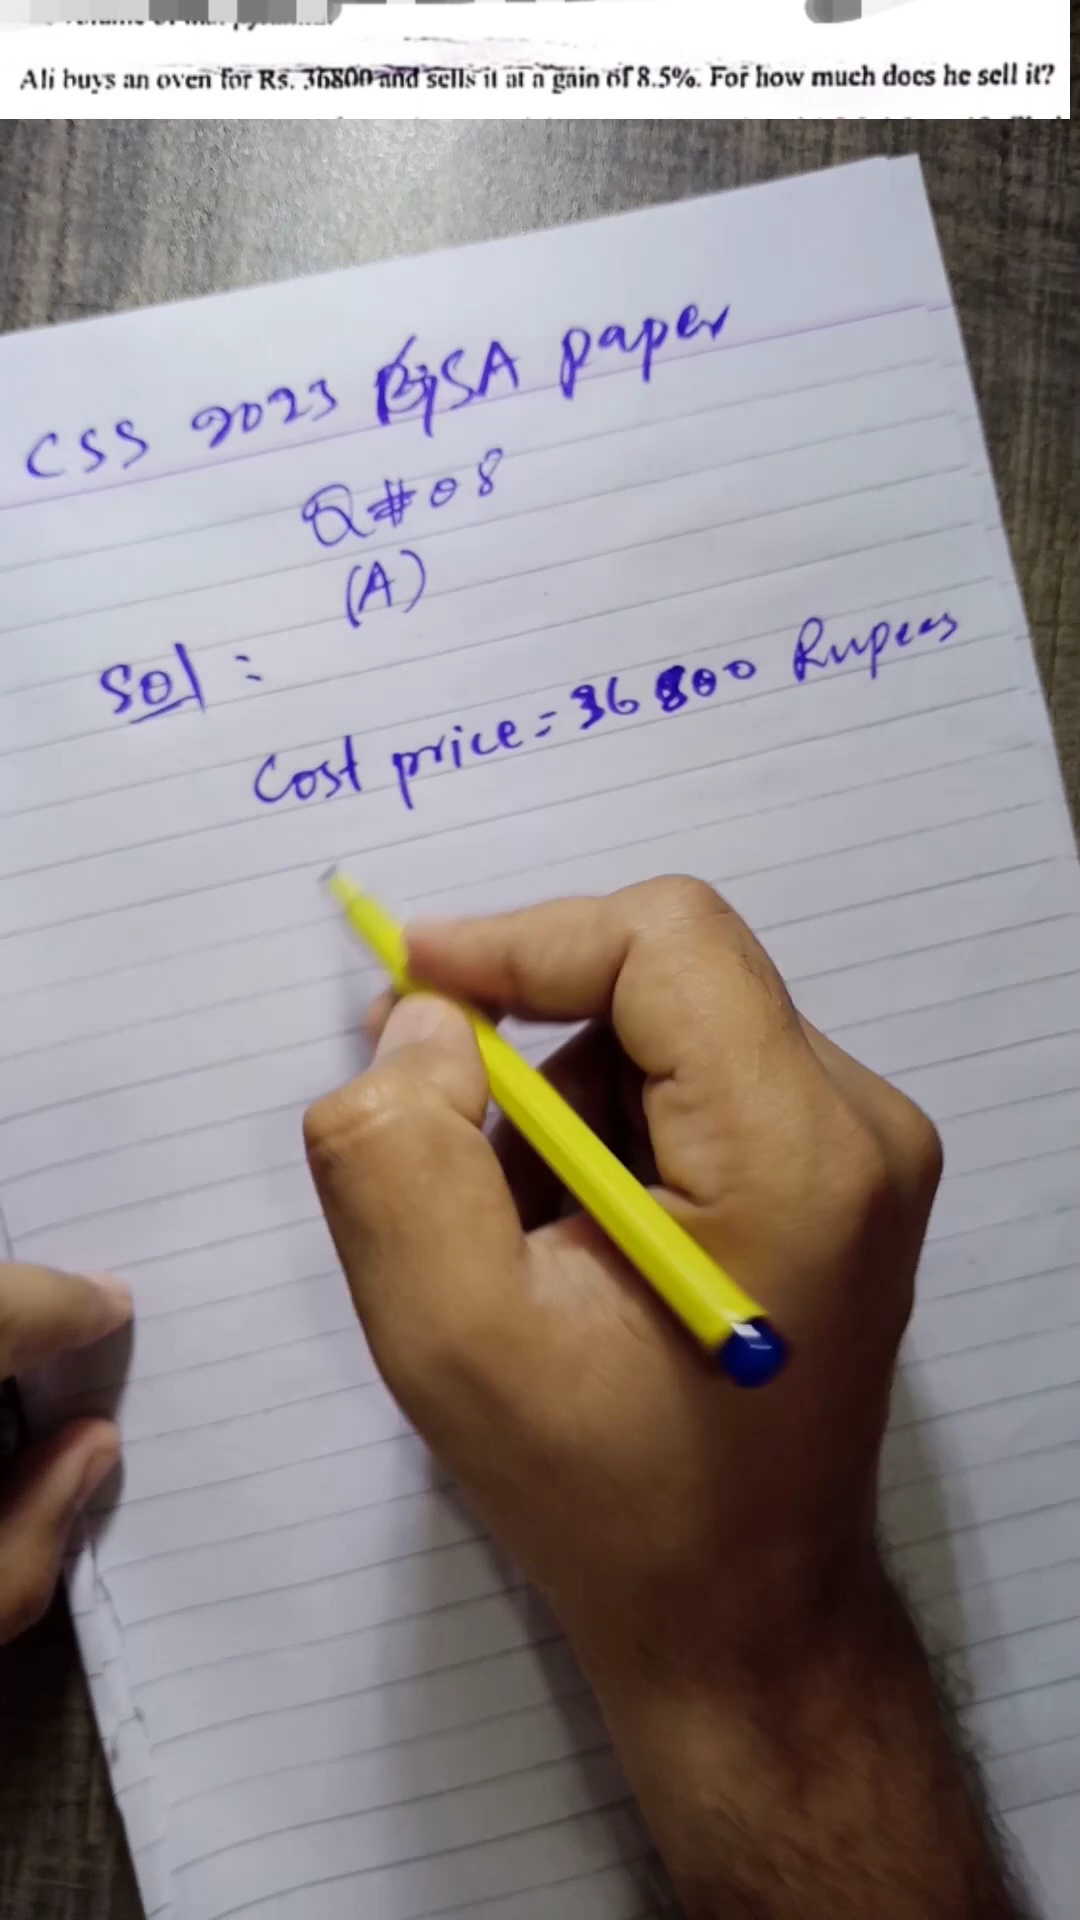 Ali buys an oven for Rs. 36800 and sells it at a gain of 8.5%. For how much does he sell it?
CSS 2023 GSA paper
Q#08
(A)
Sol:
Cost price = 36800 Rupees